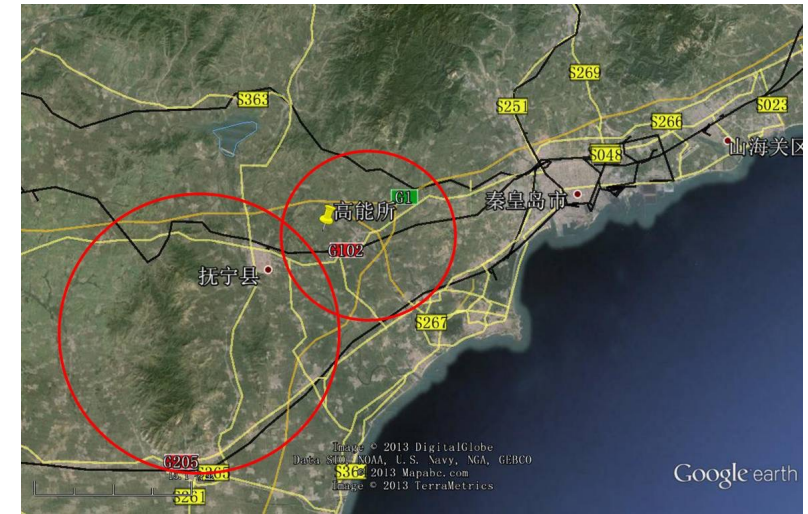 S269
S363
S251
S023
S266
山海关区
S048
G1
秦皇岛市
高能所
G102
抚宁县
S267
Image © 2013 DigitalGlobe
Data SIO, NOAA, U.S. Navy, NGA, GEBCO
G205
© 2013 Mapabc.com
Image © 2013 TerraMetrics
Google earth
S261